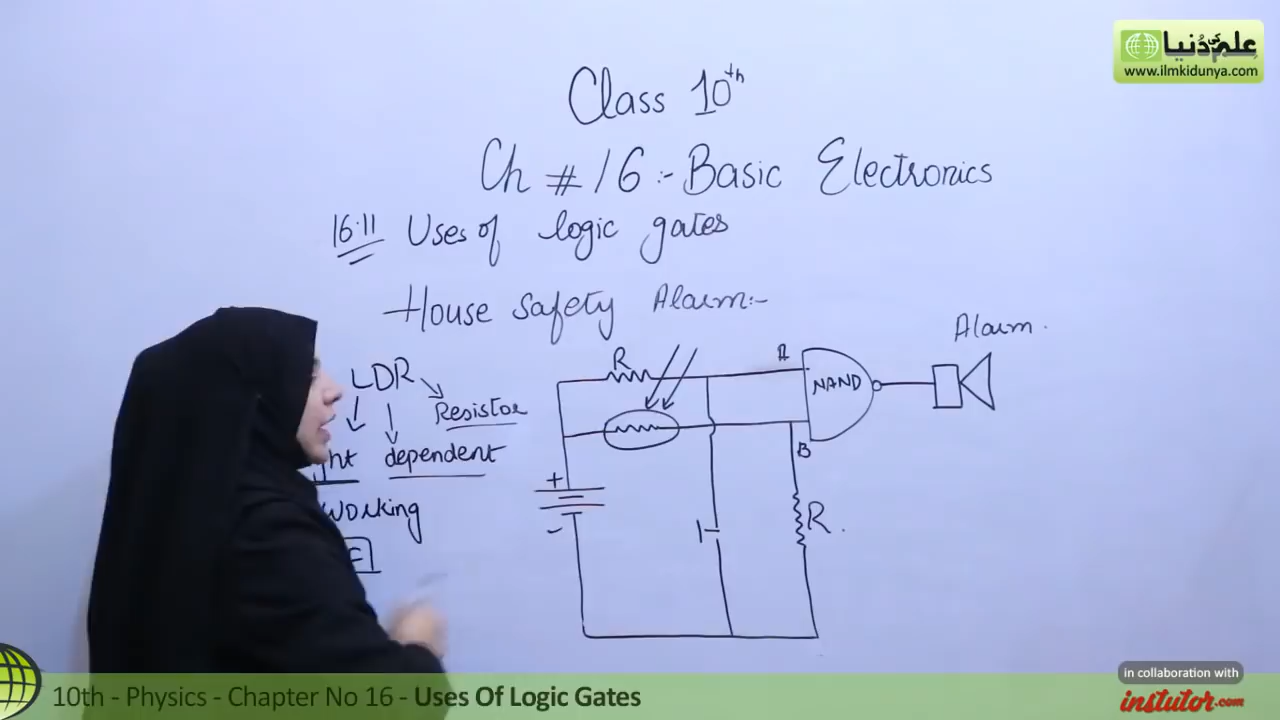 علم کی دنیا
www.ilmkidunya.com
Class 10th
Ch # 16 :- Basic Electronics
16.11 Uses of logic gates
House Safety Alarm:-
Alarm.
LDR
Resistor
dependent
Working
R
A
NAND
B
+
-
R.
10th - Physics - Chapter No 16 - Uses Of Logic Gates
in collaboration with
instutor.com